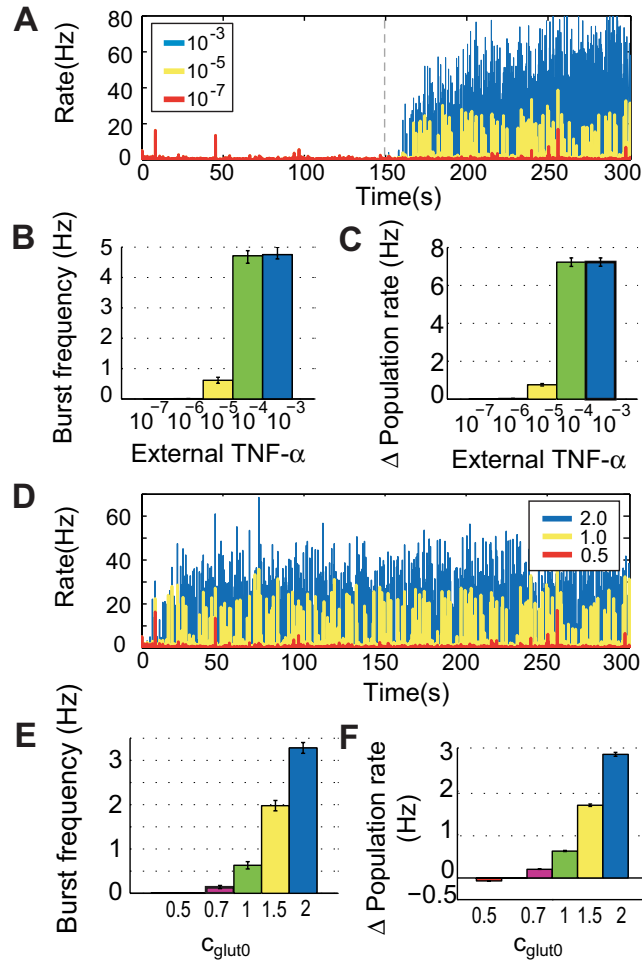 A
Rate(Hz)
80
60
40
20
0
10⁻³
10⁻⁵
10⁻⁷
0 50 100 150 200 250 300
Time(s)
B
Burst frequency (Hz)
5
4
3
2
1
0
10⁻⁷ 10⁻⁶ 10⁻⁵ 10⁻⁴ 10⁻³
External TNF-α
C
Δ Population rate (Hz)
8
6
4
2
0
10⁻⁷ 10⁻⁶ 10⁻⁵ 10⁻⁴ 10⁻³
External TNF-α
D
Rate(Hz)
60
40
20
0
2.0
1.0
0.5
0 50 100 150 200 250 300
Time(s)
E
Burst frequency (Hz)
3
2
1
0
0.5 0.7 1 1.5 2
c_glut0
F
Δ Population rate
(Hz)
3
2
1
0
−0.5
0.5 0.7 1 1.5 2
c_glut0